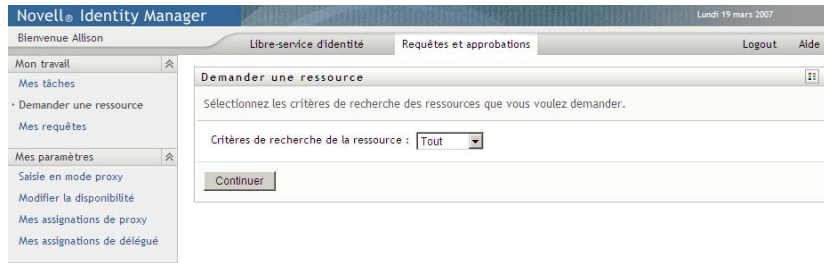 Novell® Identity Manager
Lundi 19 mars 2007
Bienvenue Allison
Libre-service d'identité
Requêtes et approbations
Logout
Aide
Mon travail
Mes tâches
Demander une ressource
Mes requêtes
Mes paramètres
Saisie en mode proxy
Modifier la disponibilité
Mes assignations de proxy
Mes assignations de délégué
Demander une ressource
Sélectionnez les critères de recherche des ressources que vous voulez demander.
Critères de recherche de la ressource : Tout
Continuer